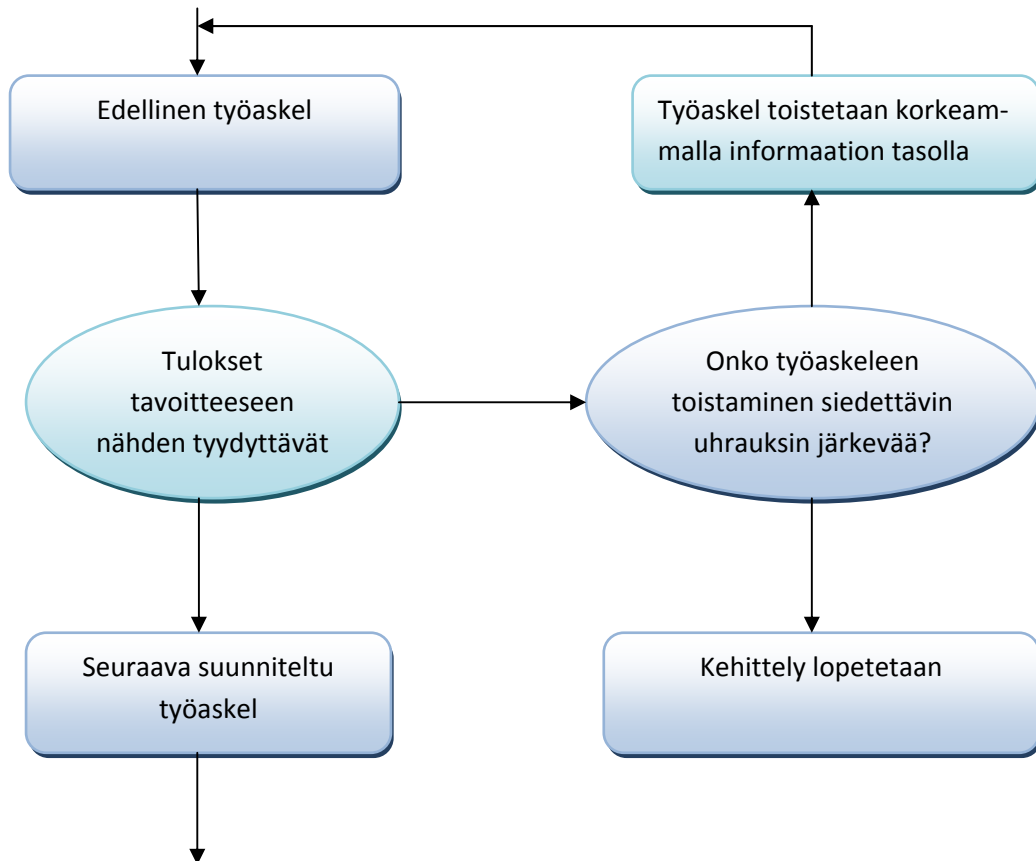 Edellinen työaskel
Työaskel toistetaan korkeam-
malla informaation tasolla
Tulokset
tavoitteeseen
nähden tyydyttävät
Onko työaskeleen
toistaminen siedettävin
uhrauksin järkevää?
Seuraava suunniteltu
työaskel
Kehittely lopetetaan